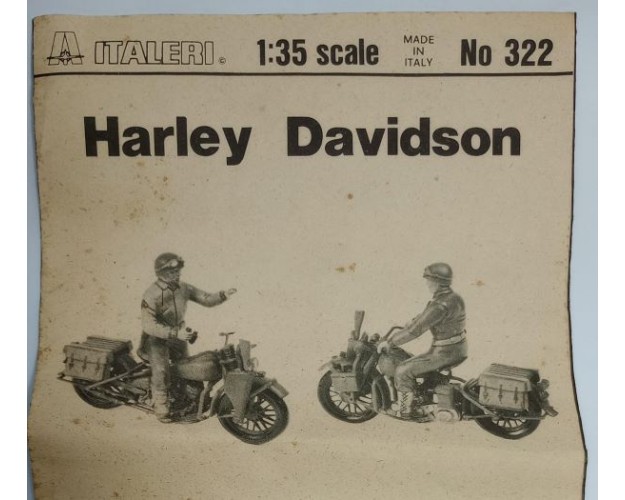 ITALERI © 1:35 scale MADE IN ITALY No 322
Harley Davidson